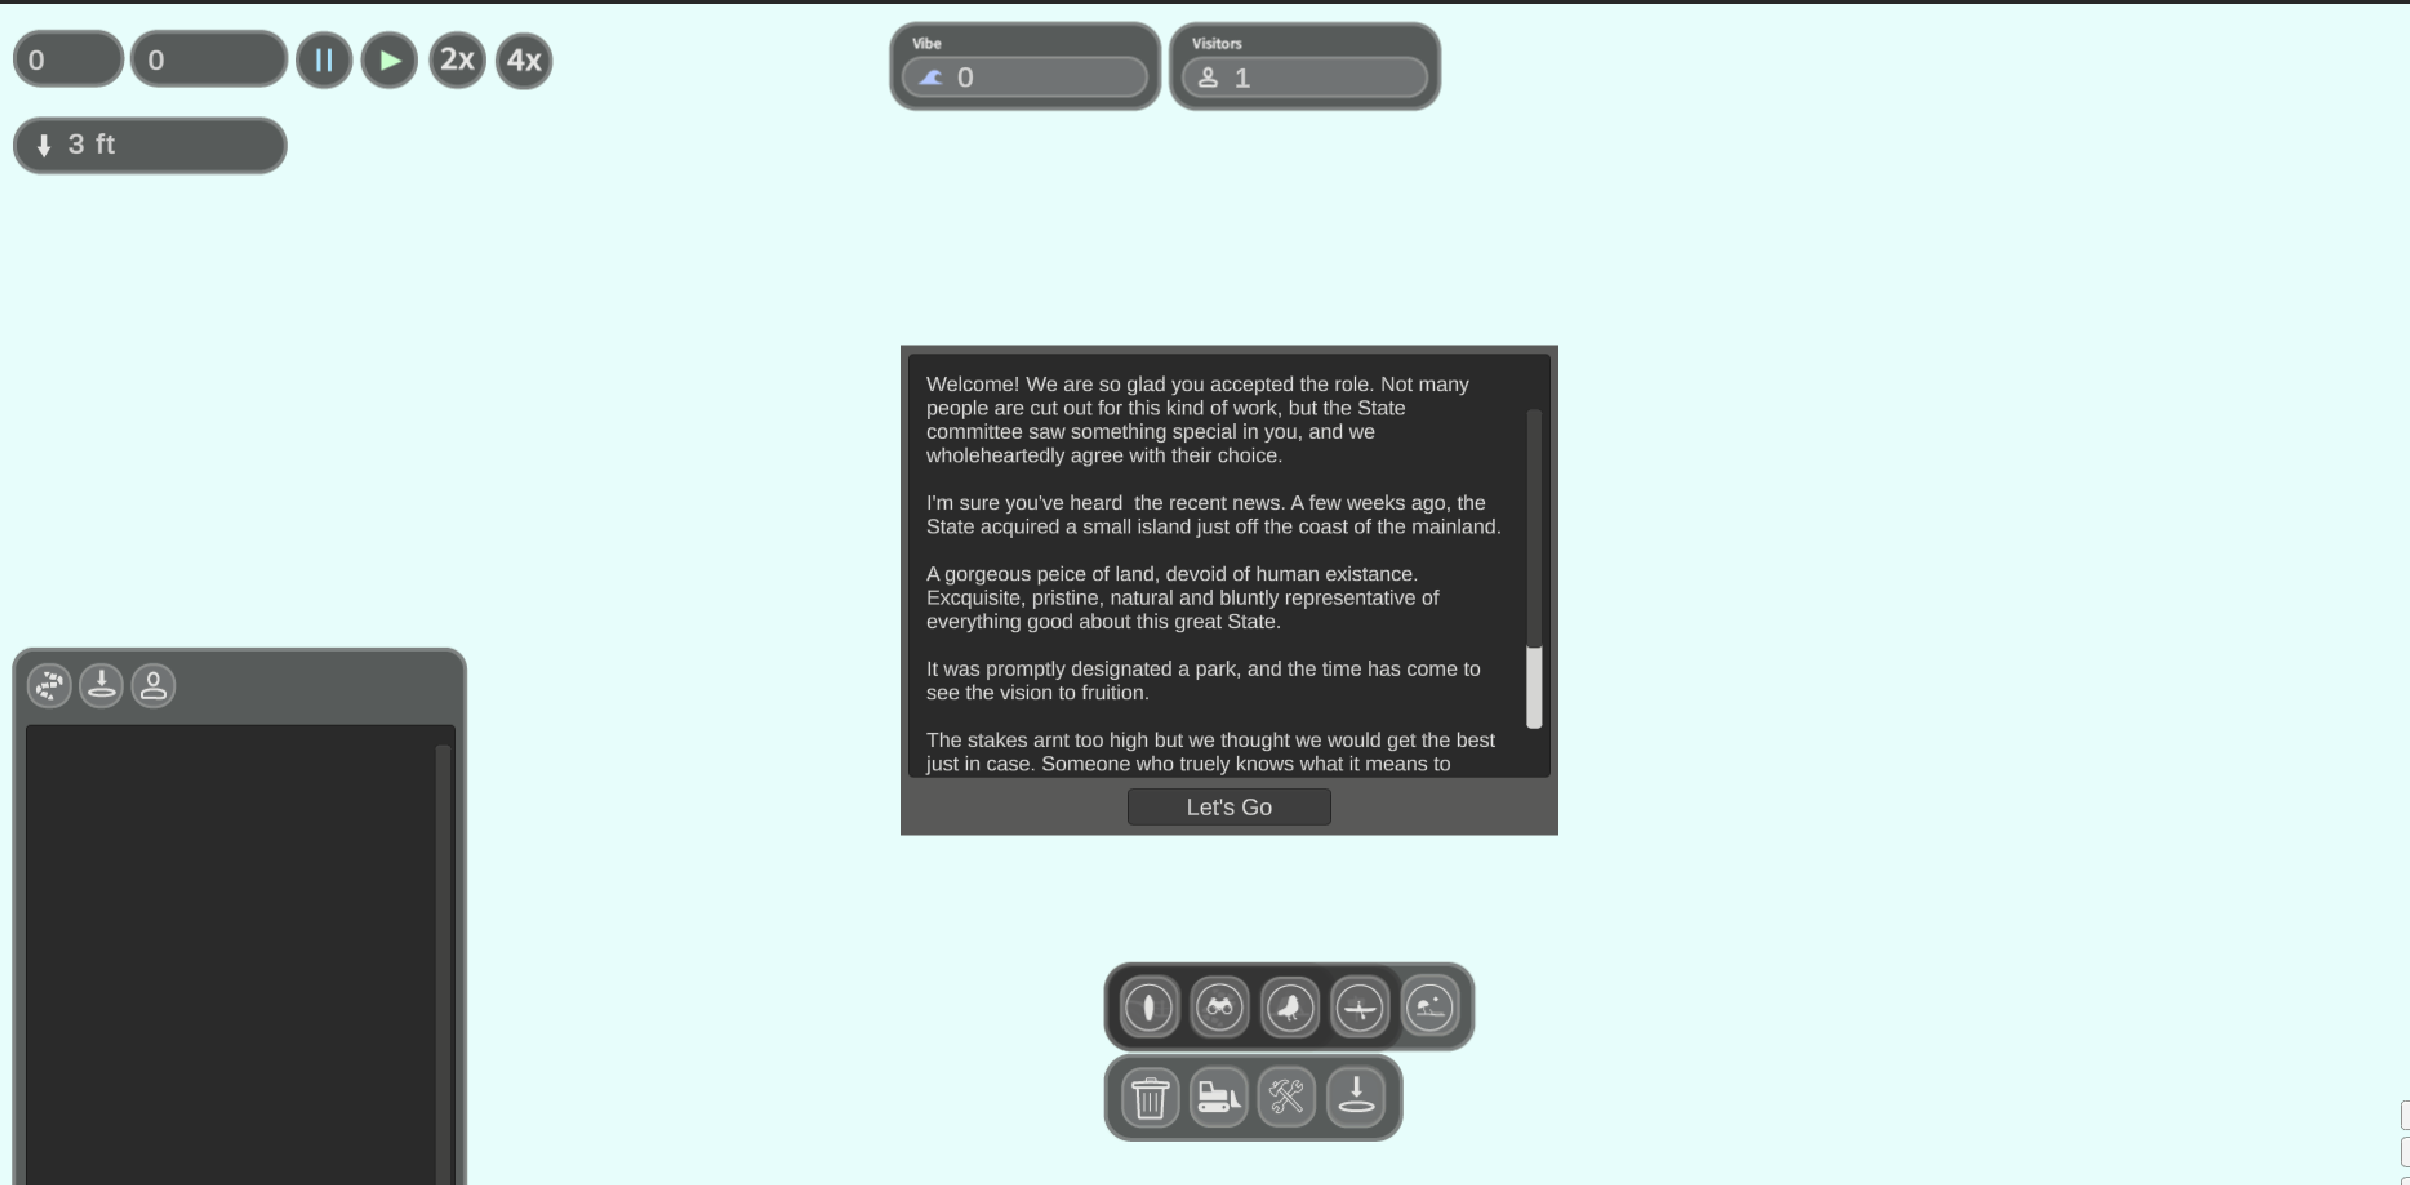 0
0
2x
4x
Vibe
0
Visitors
1
3 ft
Welcome! We are so glad you accepted the role. Not many
people are cut out for this kind of work, but the State
committee saw something special in you, and we
wholeheartedly agree with their choice.
I'm sure you've heard  the recent news. A few weeks ago, the
State acquired a small island just off the coast of the mainland.
A gorgeous peice of land, devoid of human existance.
Excquisite, pristine, natural and bluntly representative of
everything good about this great State.
It was promptly designated a park, and the time has come to
see the vision to fruition.
The stakes arnt too high but we thought we would get the best
just in case. Someone who truely knows what it means to
Let's Go